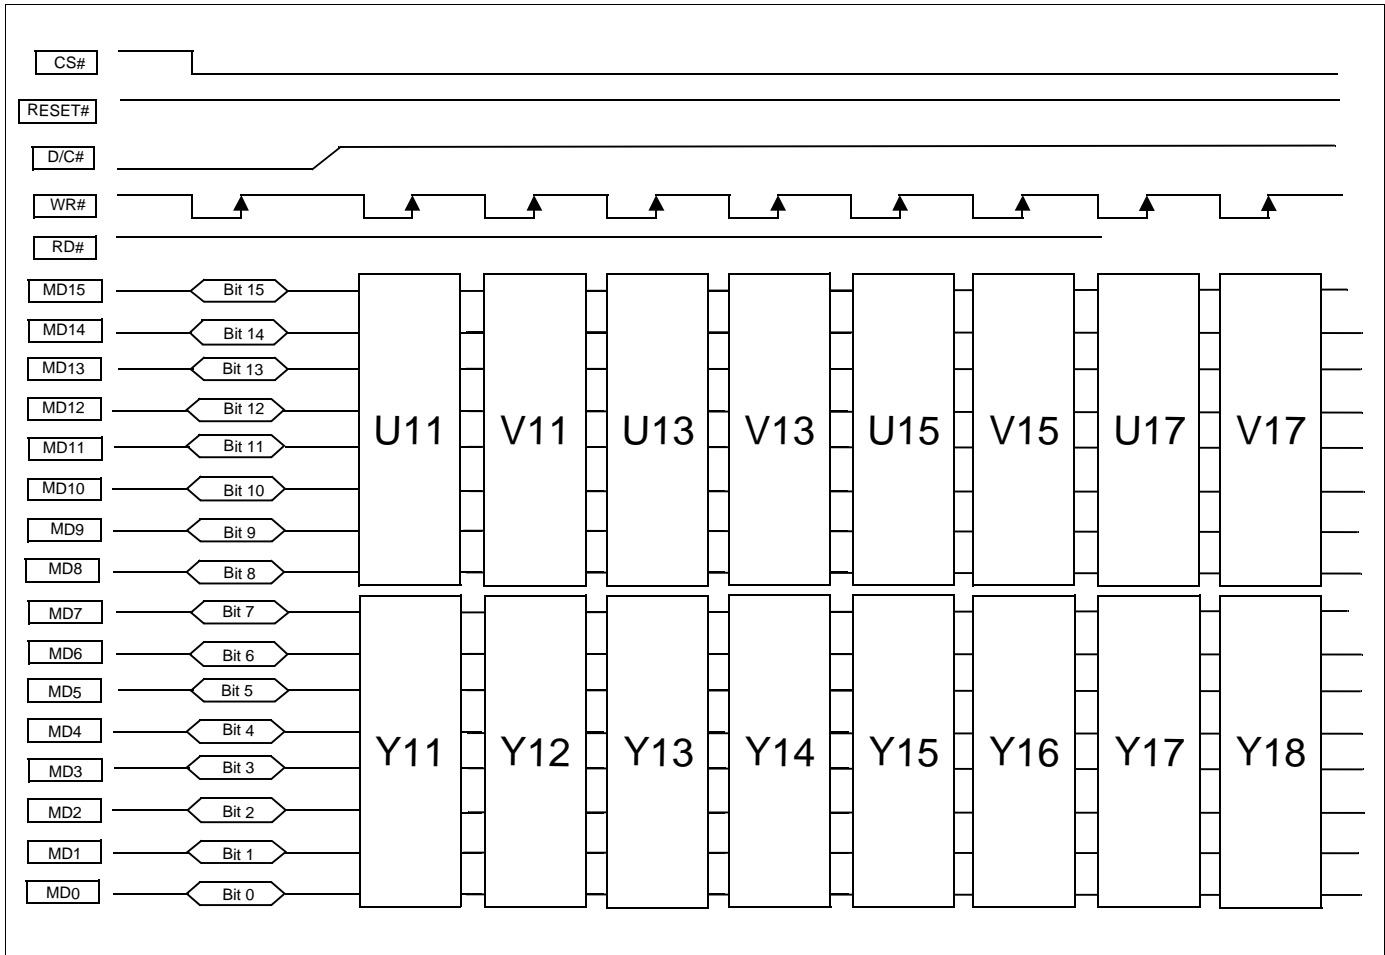 CS#
RESET#
D/C#
WR#
RD#
MD15 Bit 15
MD14 Bit 14
MD13 Bit 13
MD12 Bit 12
MD11 Bit 11
U11 V11 U13 V13 U15 V15 U17 V17
MD10 Bit 10
MD9 Bit 9
MD8 Bit 8
MD7 Bit 7
MD6 Bit 6
MD5 Bit 5
MD4 Bit 4
Y11 Y12 Y13 Y14 Y15 Y16 Y17 Y18
MD3 Bit 3
MD2 Bit 2
MD1 Bit 1
MD0 Bit 0